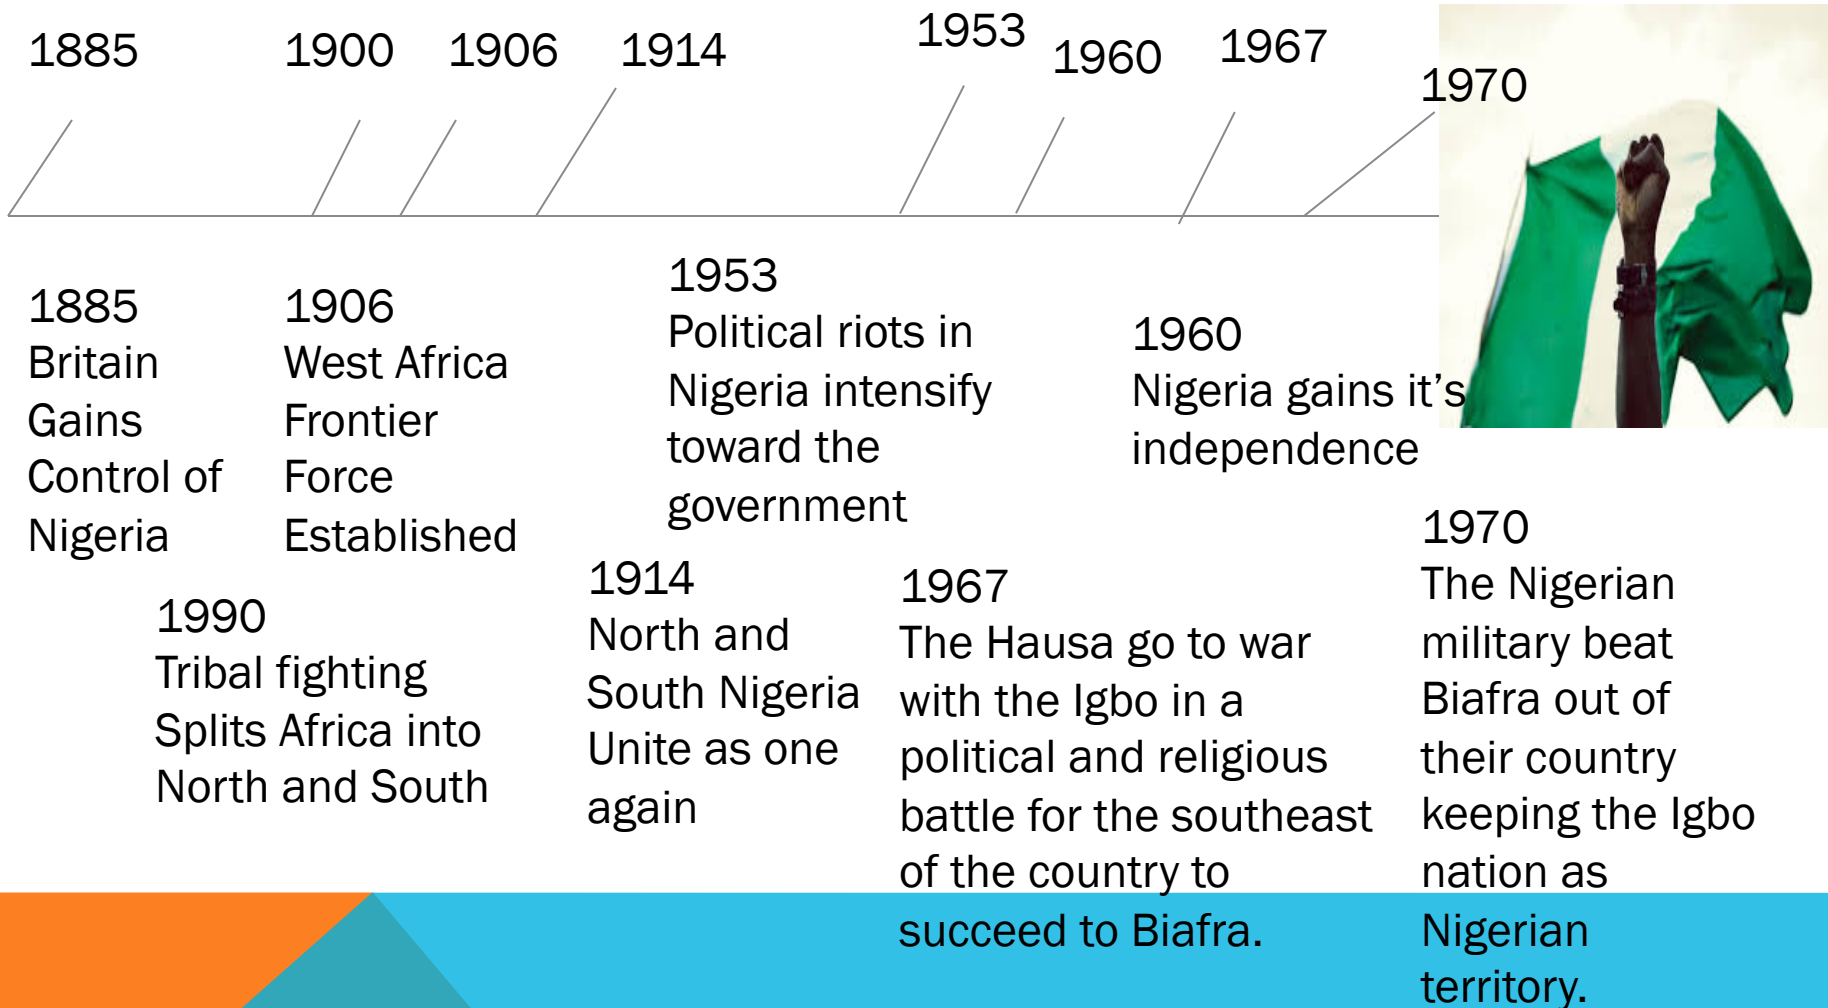 1885
1900
1906
1914
1953
1960
1967
1970
1885
Britain
Gains
Control of
Nigeria
1990
Tribal fighting
Splits Africa into
North and South
1906
West Africa
Frontier
Force
Established
1914
North and
South Nigeria
Unite as one
again
1953
Political riots in
Nigeria intensify
toward the
government
1960
Nigeria gains it’s
independence
1967
The Hausa go to war
with the Igbo in a
political and religious
battle for the southeast
of the country to
succeed to Biafra.
1970
The Nigerian
military beat
Biafra out of
their country
keeping the Igbo
nation as
Nigerian
territory.